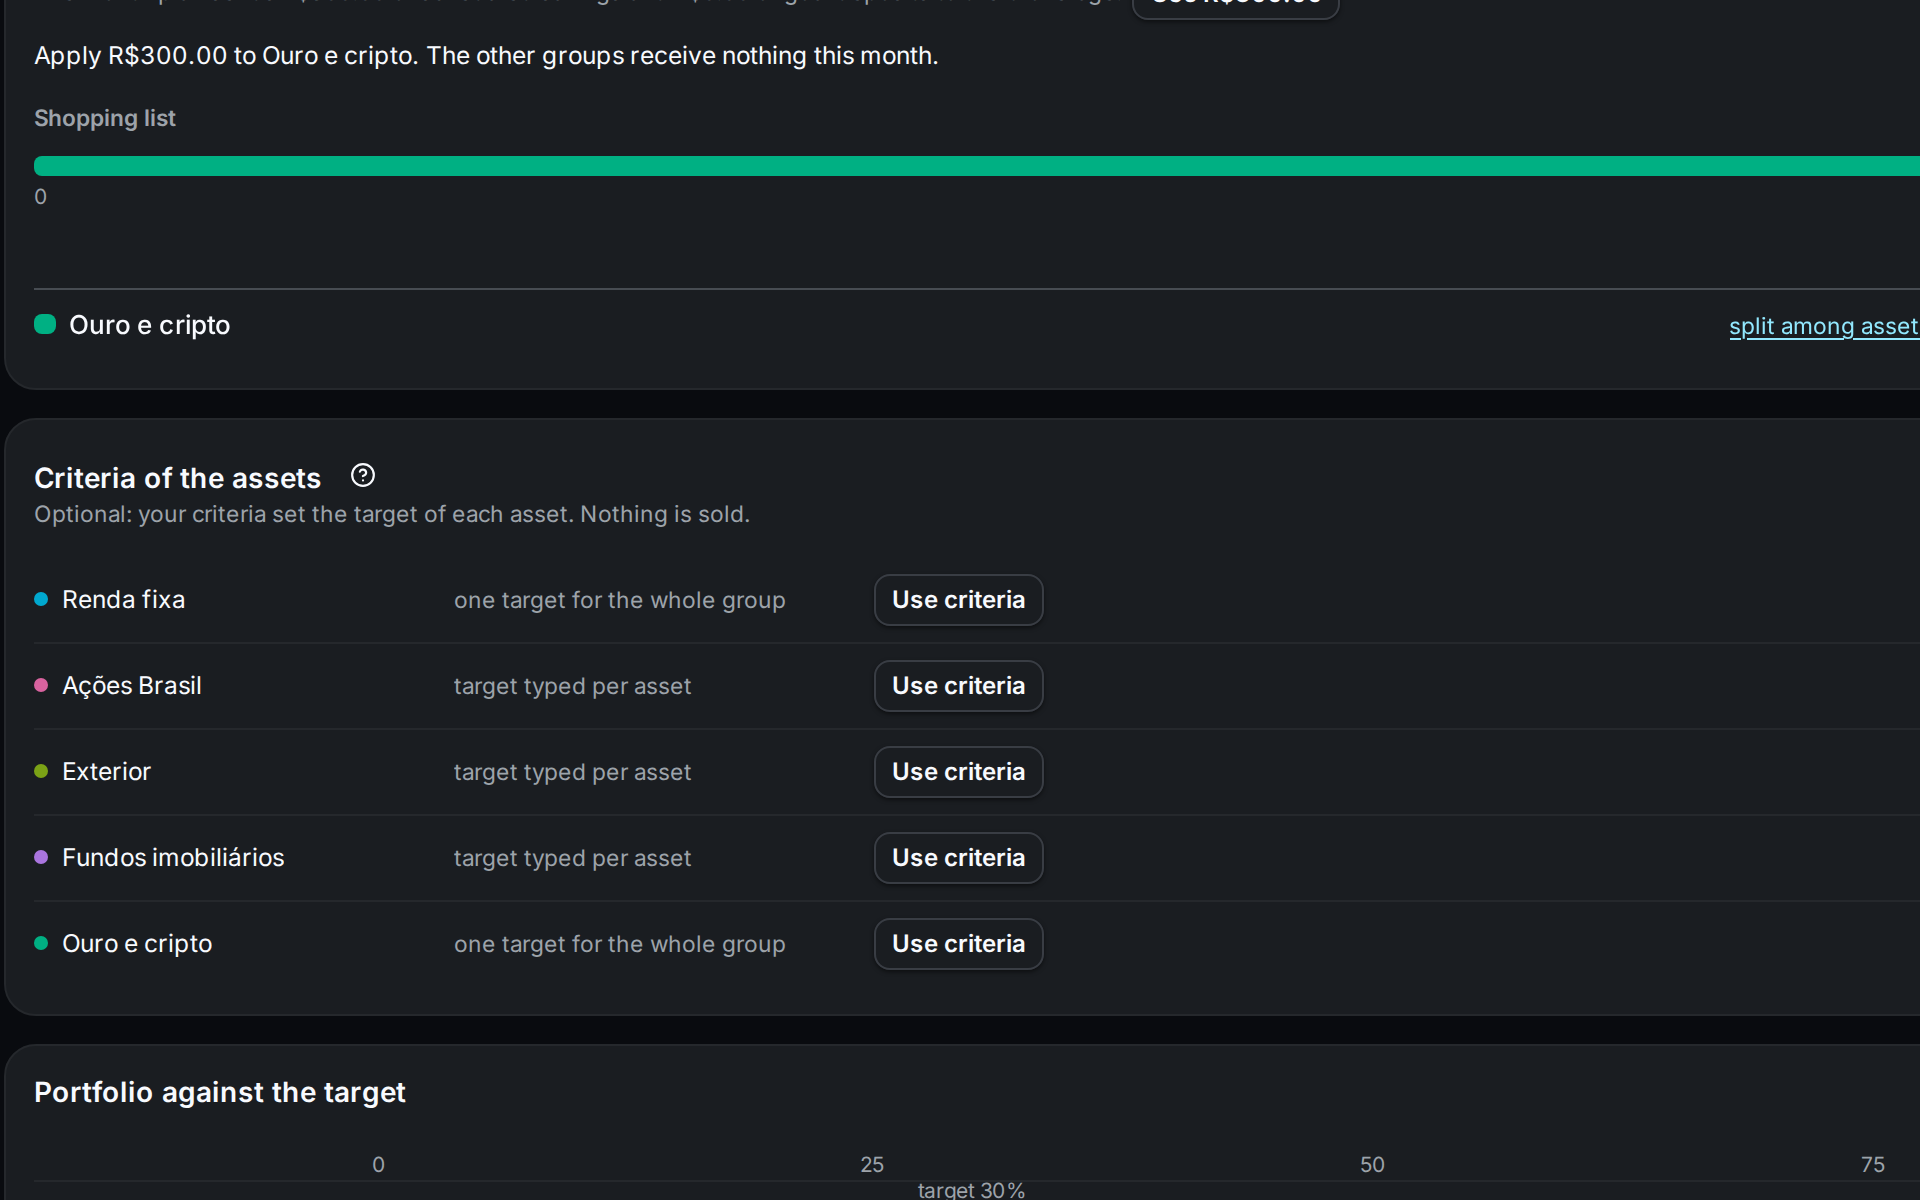 Apply R$300.00 to Ouro e cripto. The other groups receive nothing this month.
Shopping list
0
Ouro e cripto
split among asset
Criteria of the assets
Optional: your criteria set the target of each asset. Nothing is sold.
Renda fixa one target for the whole group Use criteria
Ações Brasil target typed per asset Use criteria
Exterior target typed per asset Use criteria
Fundos imobiliários target typed per asset Use criteria
Ouro e cripto one target for the whole group Use criteria
Portfolio against the target
0 25 50 75
target 30%